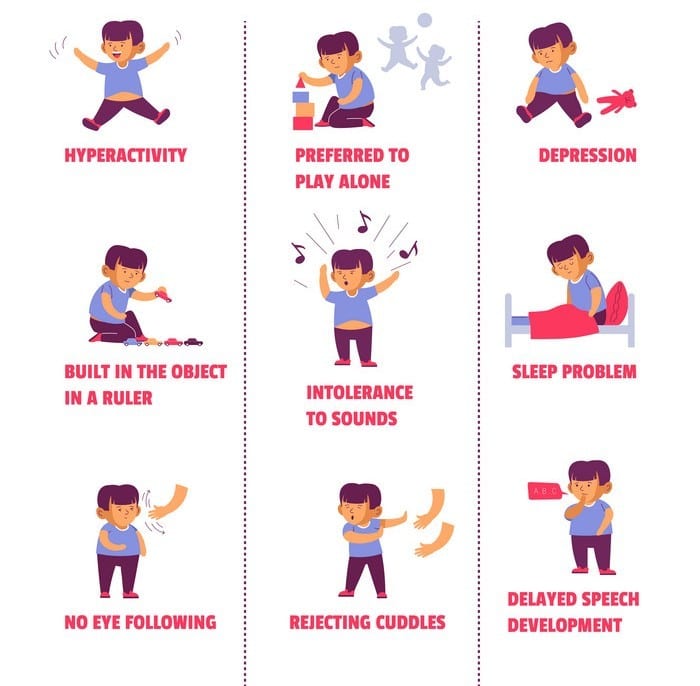 HYPERACTIVITY
PREFERRED TO
PLAY ALONE
DEPRESSION
BUILT IN THE OBJECT
IN A RULER
INTOLERANCE
TO SOUNDS
SLEEP PROBLEM
NO EYE FOLLOWING
REJECTING CUDDLES
A B C
DELAYED SPEECH
DEVELOPMENT